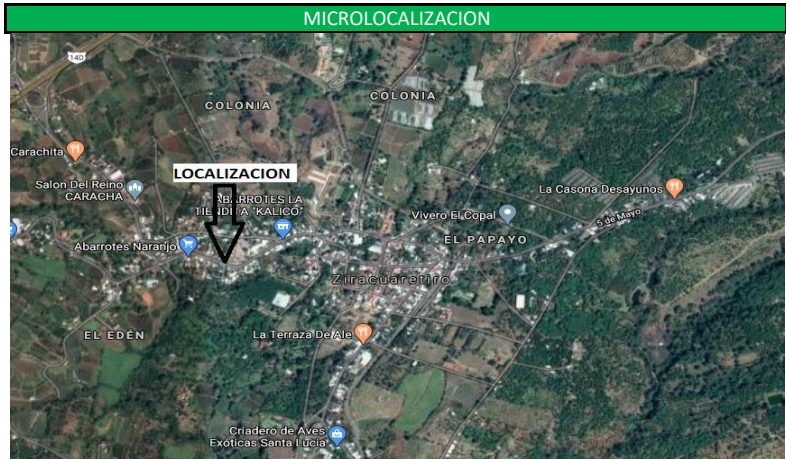 MICROLOCALIZACION
14D
COLONIA
COLONIA
Carachita
LOCALIZACION
Salon Del Reino
CARACHA
La Casona Desayunos
ABARROTES LA
TIENDITA "KALICÓ"
Vivero El Copal
5 de Mayo
Abarrotes Naranjo
EL PAPAYO
Ziracuaretiro
EL EDÉN
La Terraza De Ale
Criadero de Aves
Exóticas Santa Lucía